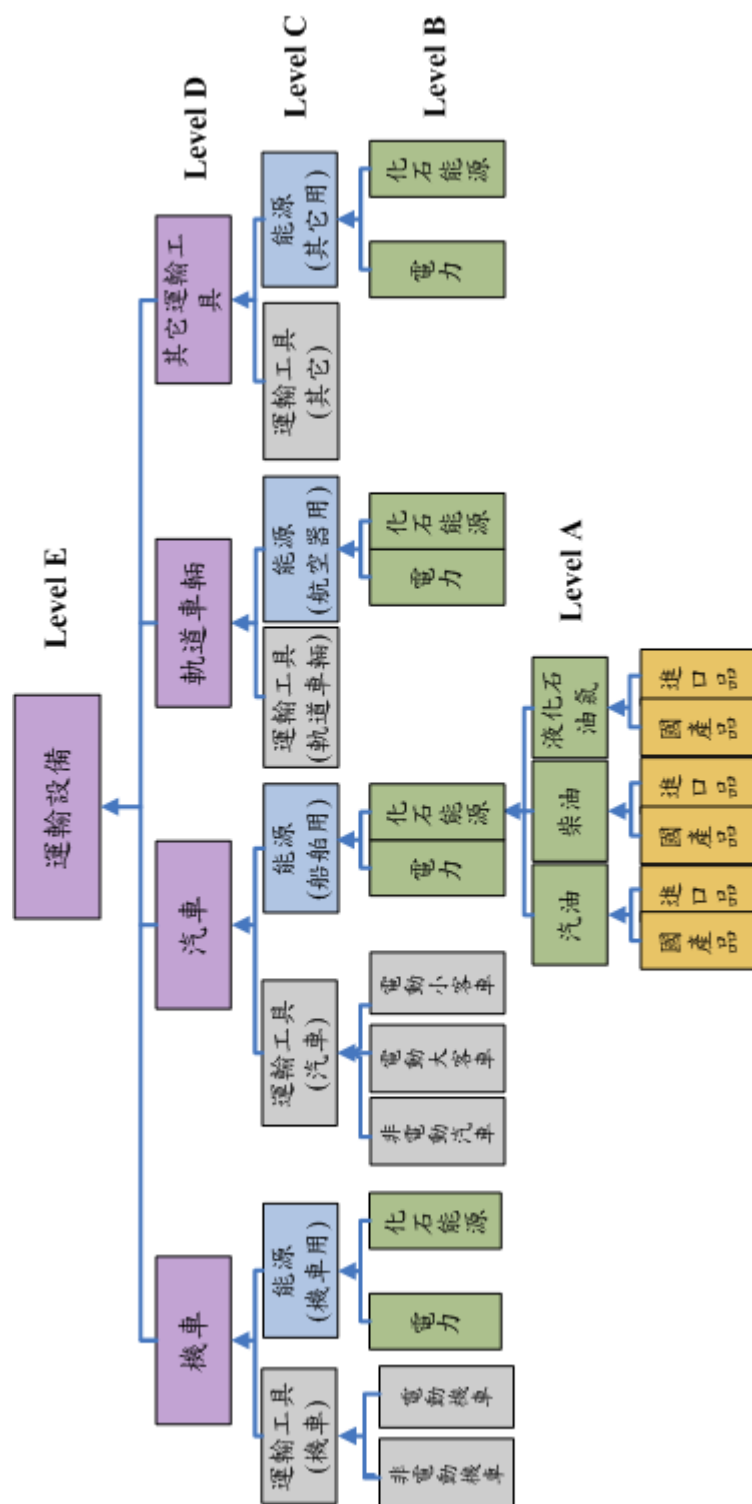 Level E
運輸設備
Level D
機車
汽車
軌道車輛
其它運輸工
具
Level C
運輸工具
(機車)
能源
(機車用)
運輸工具
(汽車)
能源
(船舶用)
運輸工具
(軌道車輛)
能源
(航空器用)
運輸工具
(其它)
能源
(其它用)
Level B
非電動機車
電動機車
電力
化石能源
非電動汽車
電動大客車
電動小客車
電力
化石能源
電力
化石能源
電力
化石能源
Level A
汽油
柴油
液化石
油氣
國產品
進口品
國產品
進口品
國產品
進口品